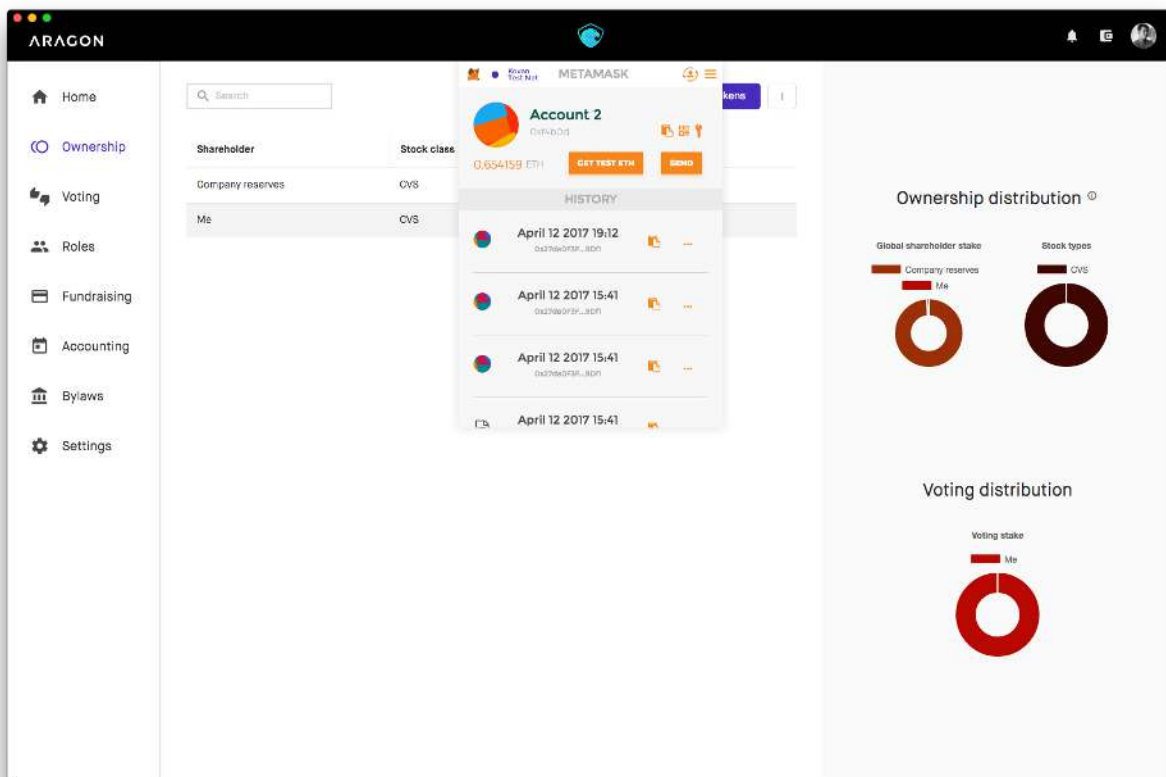 ARAGON
Home
Ownership
Voting
Roles
Fundraising
Accounting
Bylaws
Settings
Search
kens
Shareholder
Stock class
Company reserves
CVS
Me
CVS
Kovan
Test Net
METAMASK
Account 2
0.654159 ETH
GET TEST ETH
SEND
HISTORY
April 12 2017 19:12
April 12 2017 15:41
April 12 2017 15:41
April 12 2017 15:41
Ownership distribution
Global shareholder stake
Company reserves
Me
Stock types
CVS
Voting distribution
Voting stake
Me